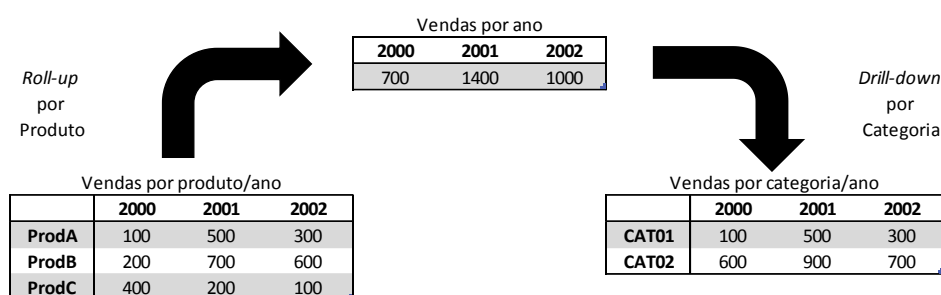 Vendas por ano
2000 2001 2002
700 1400 1000
Roll-up
por
Produto
Drill-down
por
Categoria
Vendas por produto/ano
2000 2001 2002
ProdA 100 500 300
ProdB 200 700 600
ProdC 400 200 100
Vendas por categoria/ano
2000 2001 2002
CAT01 100 500 300
CAT02 600 900 700